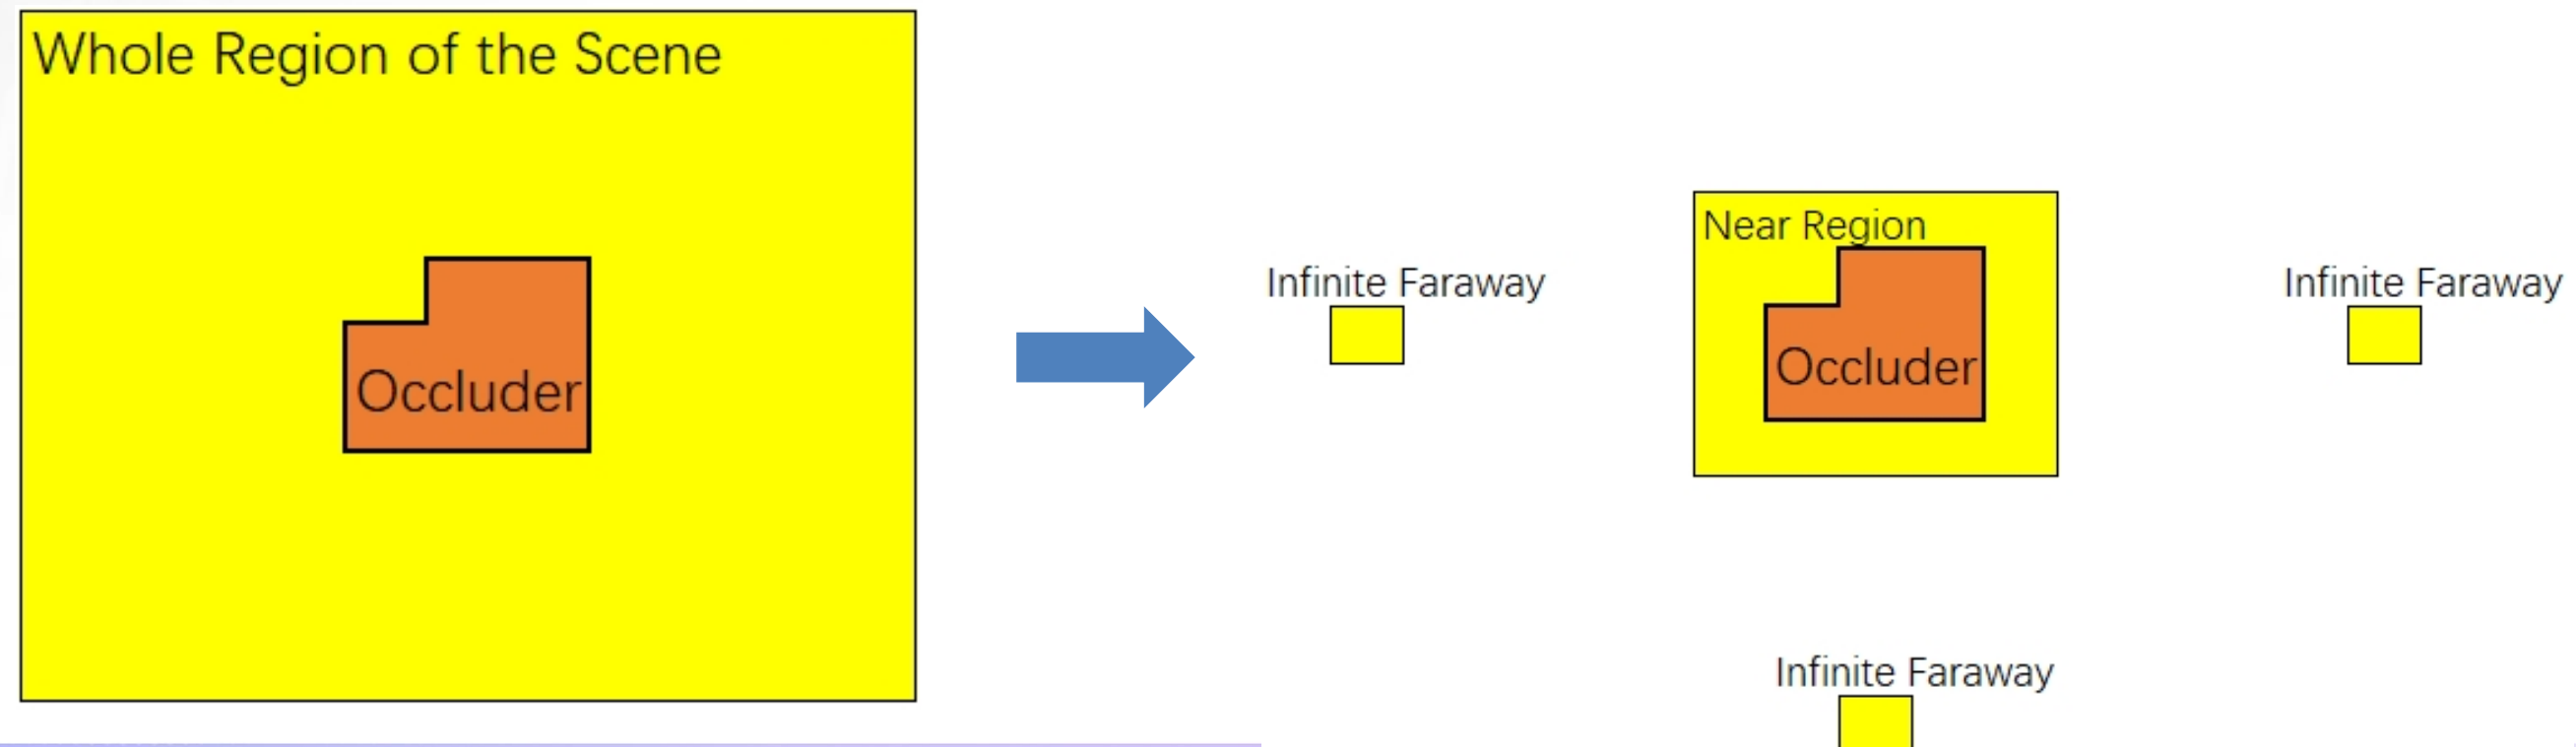 Whole Region of the Scene
Occluder
Infinite Faraway
Near Region
Occluder
Infinite Faraway
Infinite Faraway